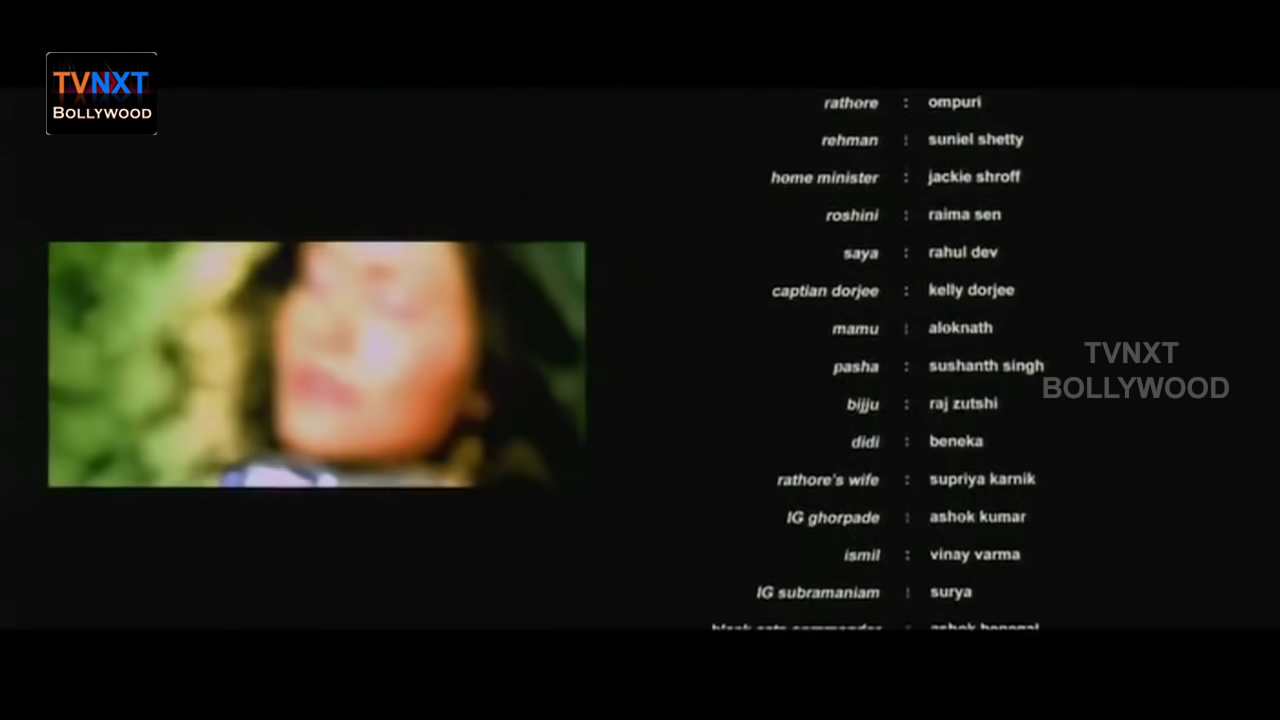 TVNXT
BOLLYWOOD
rathore : ompuri
rehman : suniel shetty
home minister : jackie shroff
roshini : raima sen
saya : rahul dev
captian dorjee : kelly dorjee
mamu : aloknath
pasha : sushanth singh
bijju : raj zutshi
didi : beneka
rathore's wife : supriya karnik
IG ghorpade : ashok kumar
ismil : vinay varma
IG subramaniam : surya
TVNXT
BOLLYWOOD